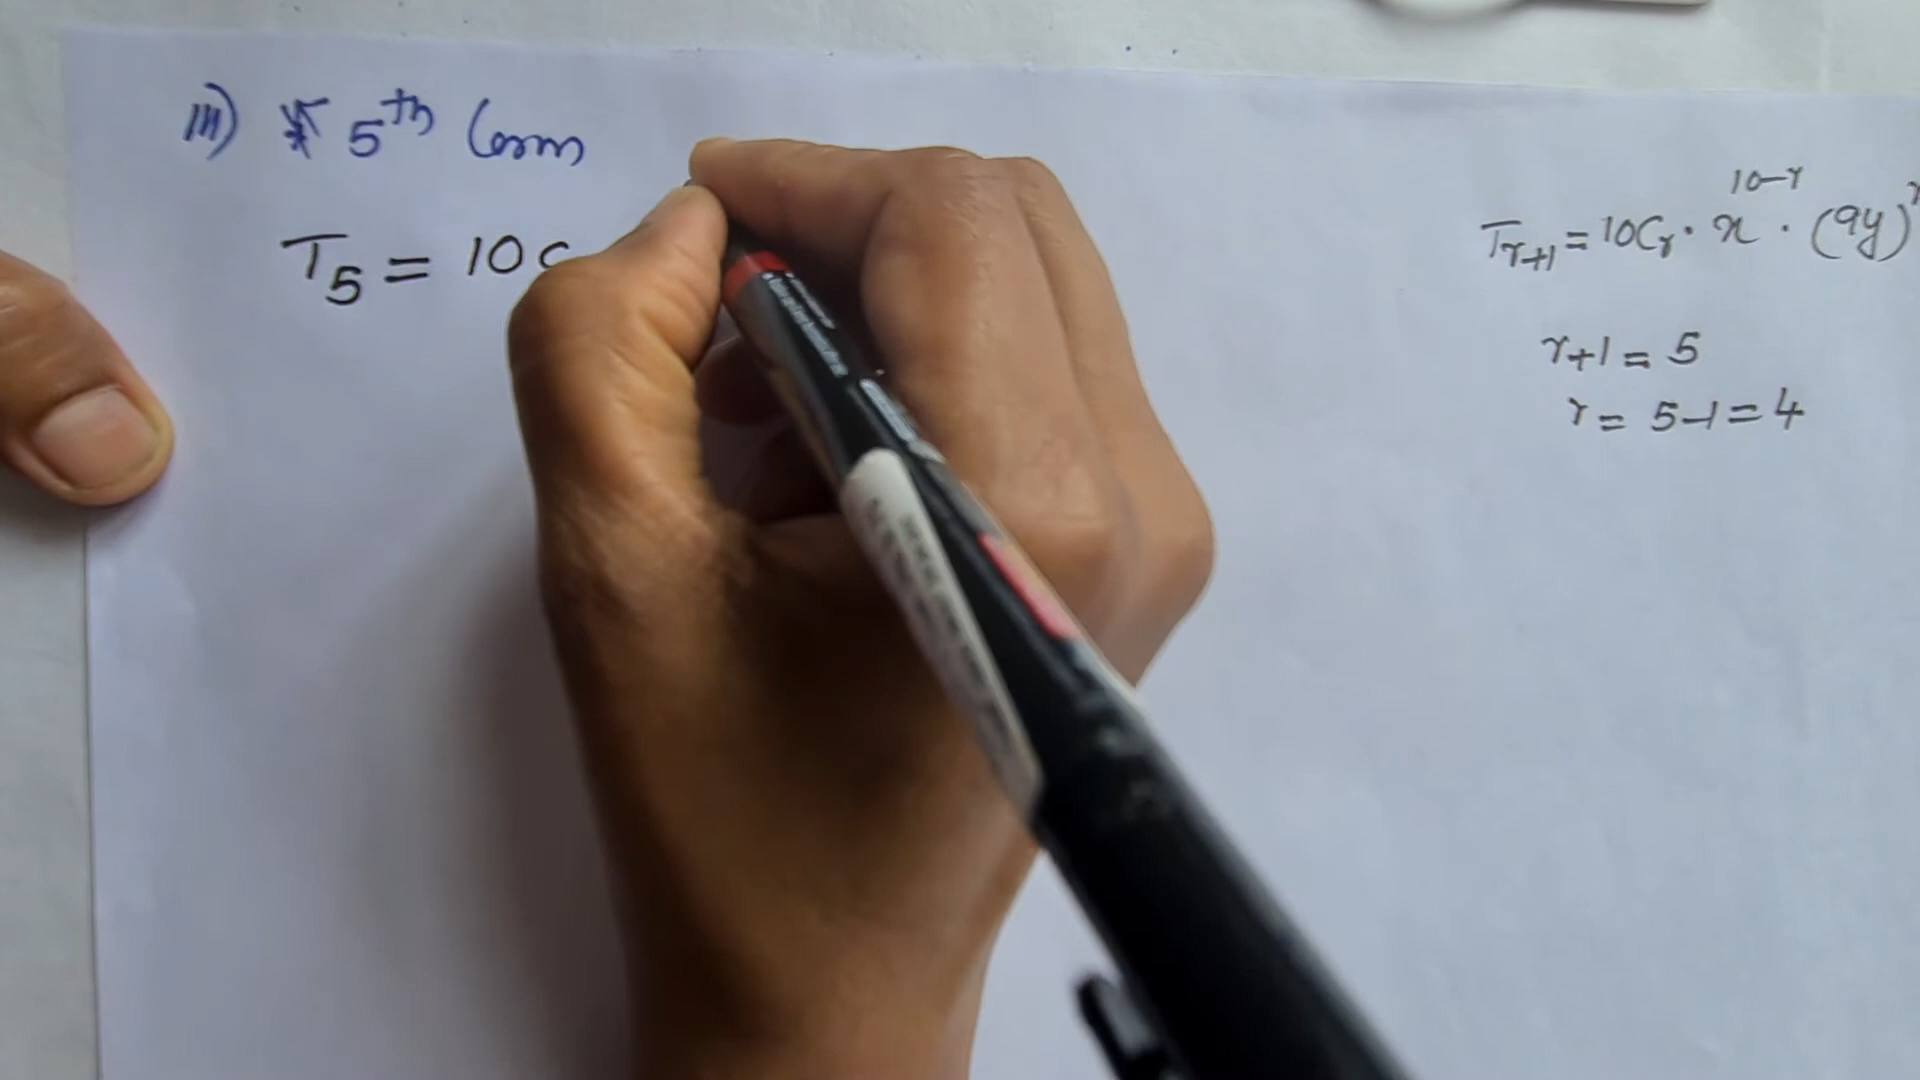 iii) 5th term
T5 = 10C
Tr+1 = 10Cr · x^10-r · (9y)^r
r+1 = 5
r = 5-1 = 4